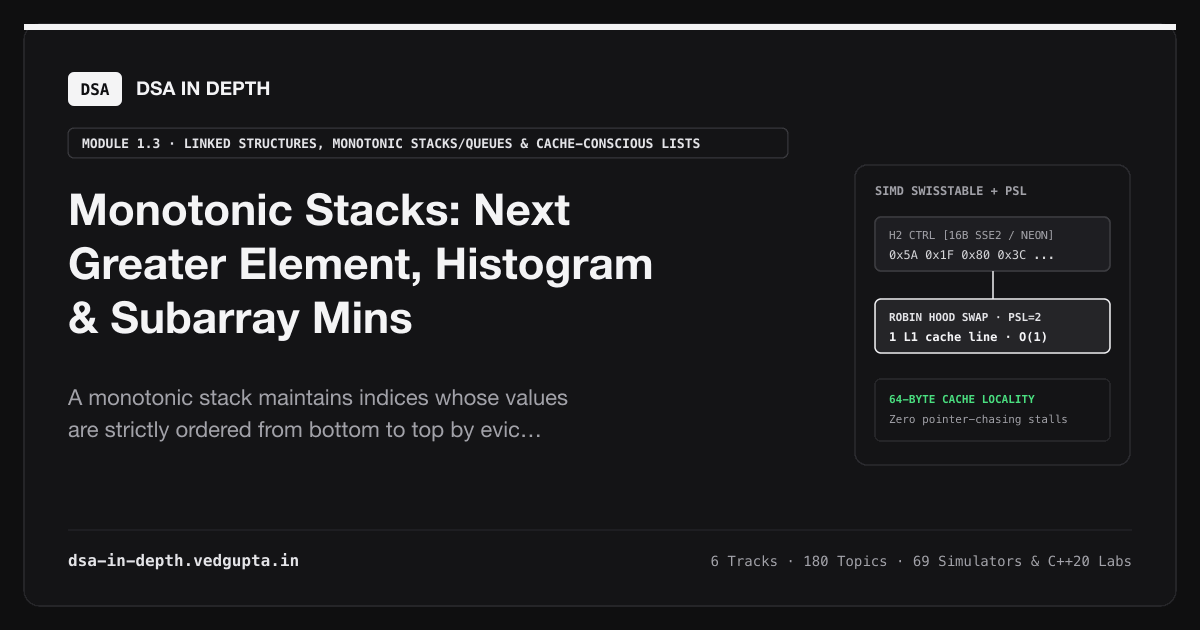 DSA
DSA IN DEPTH
MODULE 1.3 · LINKED STRUCTURES, MONOTONIC STACKS/QUEUES & CACHE-CONSCIOUS LISTS
Monotonic Stacks: Next
Greater Element, Histogram
& Subarray Mins
A monotonic stack maintains indices whose values
are strictly ordered from bottom to top by evic...
SIMD SWISSTABLE + PSL
H2 CTRL [16B SSE2 / NEON]
0x5A 0x1F 0x80 0x3C ...
ROBIN HOOD SWAP · PSL=2
1 L1 cache line · O(1)
64-BYTE CACHE LOCALITY
Zero pointer-chasing stalls
dsa-in-depth.vedgupta.in
6 Tracks · 180 Topics · 69 Simulators & C++20 Labs